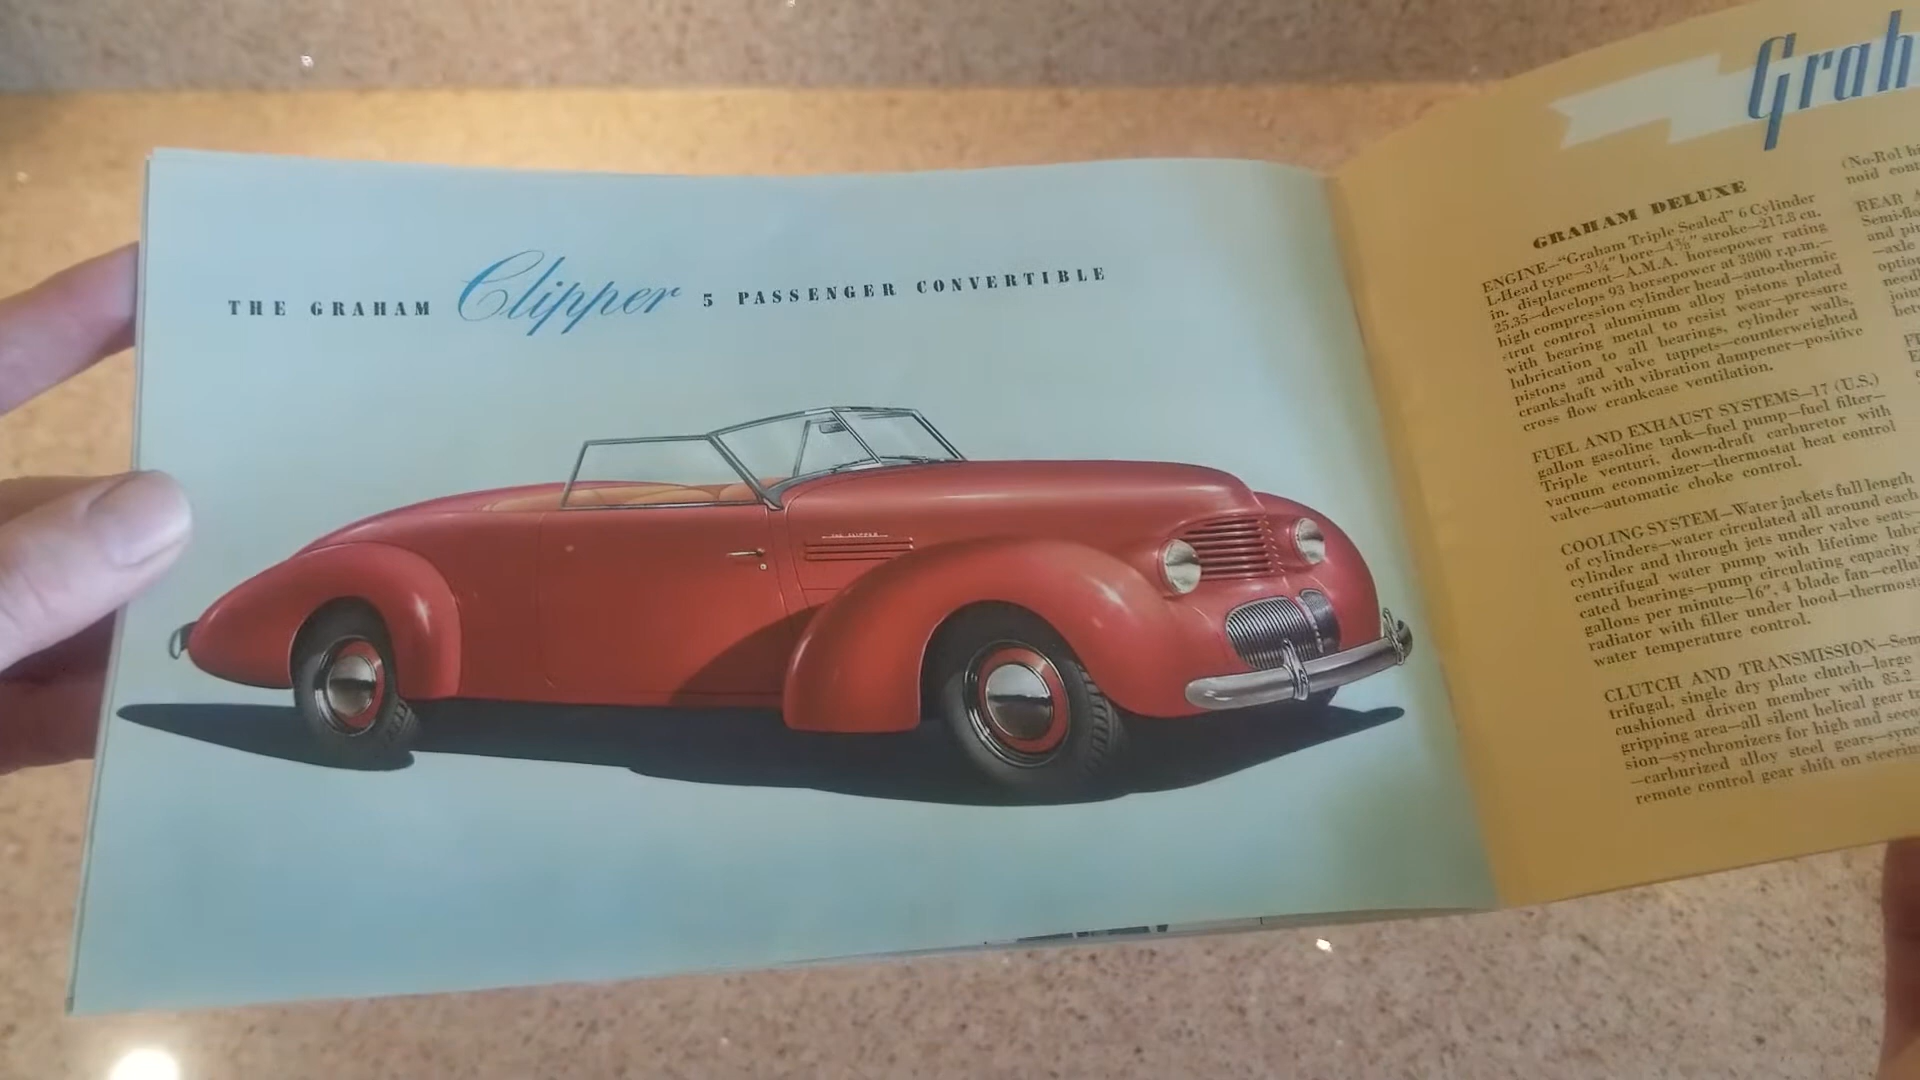 THE GRAHAM Clipper 5 PASSENGER CONVERTIBLE
Grah
GRAHAM DELUXE
ENGINE—"Graham Triple Sealed" 6 Cylinder
L-Head type—3¼" bore—4⅜" stroke—217.8 cu.
in. displacement—A.M.A. horsepower rating
25.35—develops 93 horsepower at 3800 r.p.m.—
high compression cylinder head—auto-thermic
strut control aluminum alloy pistons plated
with bearing metal to resist wear—pressure
lubrication to all bearings, cylinder walls,
pistons and valve tappets—counterweighted
crankshaft with vibration dampener—positive
cross flow crankcase ventilation.
FUEL AND EXHAUST SYSTEMS—17 (U.S.)
gallon gasoline tank—fuel pump—fuel filter—
Triple venturi, down-draft carburetor with
vacuum economizer—thermostat heat control
valve—automatic choke control.
COOLING SYSTEM—Water jackets full length
of cylinders—water circulated all around each
cylinder and through jets under valve seats—
centrifugal water pump with lifetime lubri
cated bearings—pump circulating capacity
gallons per minute—16", 4 blade fan—cellu
radiator with filler under hood—thermost
water temperature control.
CLUTCH AND TRANSMISSION—Sem
trifugal, single dry plate clutch—large
cushioned driven member with 85.2
gripping area—all silent helical gear tr
sion—synchronizers for high and seco
—carburized alloy steel gears—sync
remote control gear shift on steerin
(No-Rol hi
noid cont
REAR A
Semi-floa
and pin
—axle
option
needl
join
betw